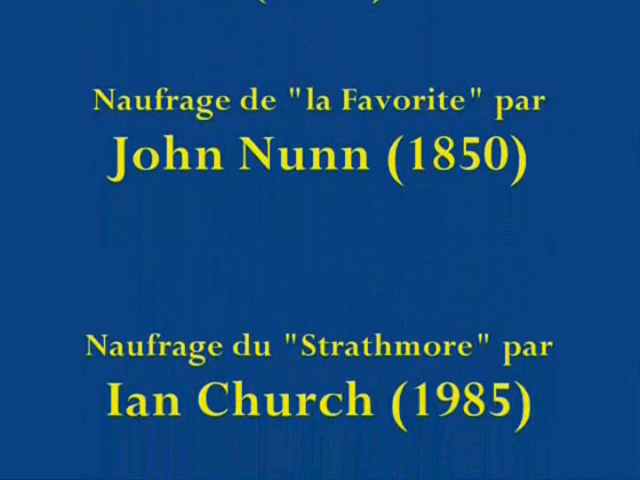 Naufrage de "la Favorite" par
John Nunn (1850)
Naufrage du "Strathmore" par
Ian Church (1985)